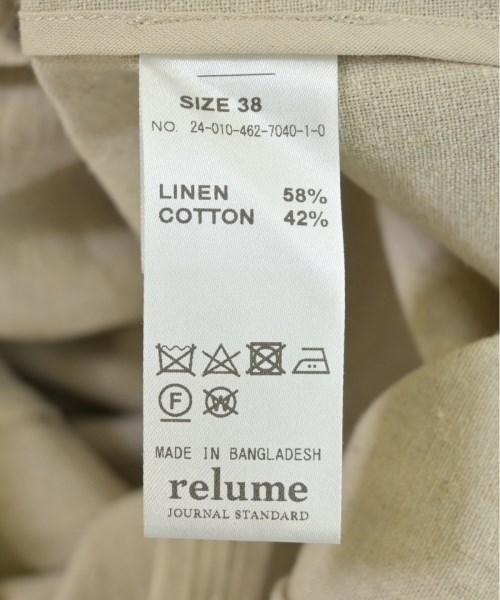 SIZE 38
NO. 24-010-462-7040-1-0
LINEN 58%
COTTON 42%
F W
MADE IN BANGLADESH
relume
JOURNAL STANDARD